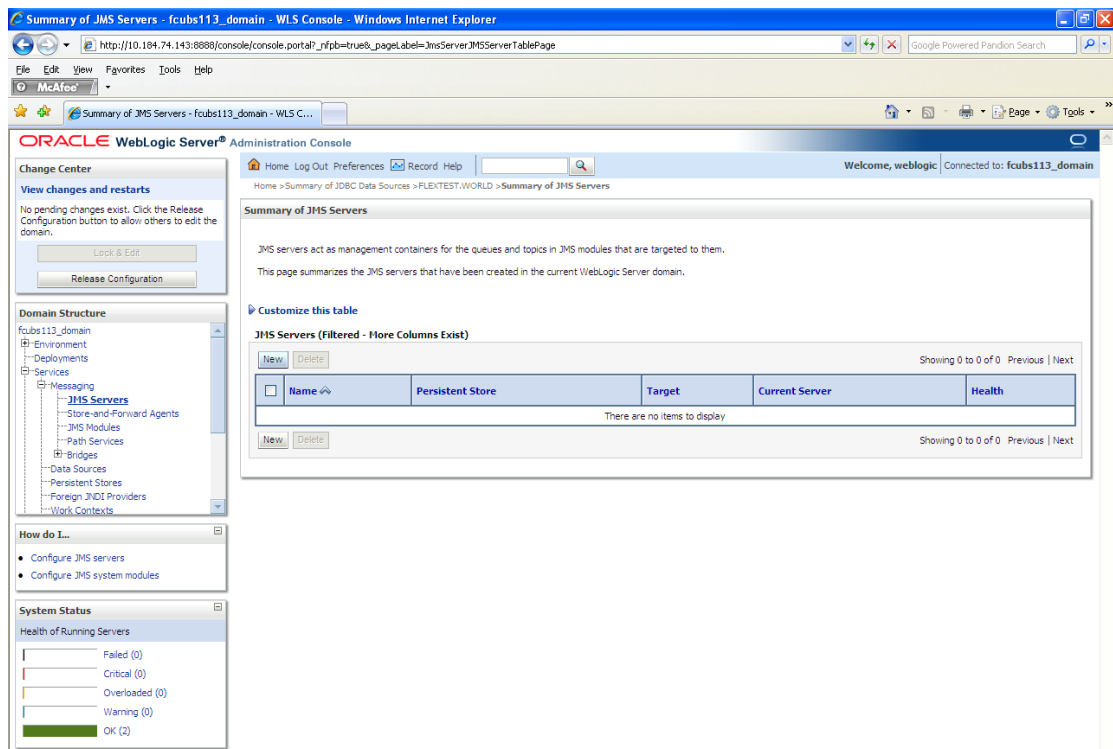 Summary of JMS Servers - fcubs113_domain - WLS Console - Windows Internet Explorer
http://10.184.74.143:8888/console/console.portal?_nfpb=true&_pageLabel=JmsServerJMSServerTablePage
Google Powered Pandion Search
File Edit View Favorites Tools Help
McAfee
Summary of JMS Servers - fcubs113_domain - WLS C...
Page Tools
ORACLE WebLogic Server® Administration Console
Change Center
View changes and restarts
No pending changes exist. Click the Release
Configuration button to allow others to edit the
domain.
Lock & Edit
Release Configuration
Domain Structure
fcubs113_domain
Environment
Deployments
Services
Messaging
JMS Servers
Store-and-Forward Agents
JMS Modules
Path Services
Bridges
Data Sources
Persistent Stores
Foreign JNDI Providers
Work Contexts
How do I...
Configure JMS servers
Configure JMS system modules
System Status
Health of Running Servers
Failed (0)
Critical (0)
Overloaded (0)
Warning (0)
OK (2)
Home Log Out Preferences Record Help
Welcome, weblogic Connected to: fcubs113_domain
Home >Summary of JDBC Data Sources >FLEXTEST.WORLD >Summary of JMS Servers
Summary of JMS Servers
JMS servers act as management containers for the queues and topics in JMS modules that are targeted to them.
This page summarizes the JMS servers that have been created in the current WebLogic Server domain.
Customize this table
JMS Servers (Filtered - More Columns Exist)
New Delete Showing 0 to 0 of 0 Previous | Next
Name Persistent Store Target Current Server Health
There are no items to display
New Delete Showing 0 to 0 of 0 Previous | Next